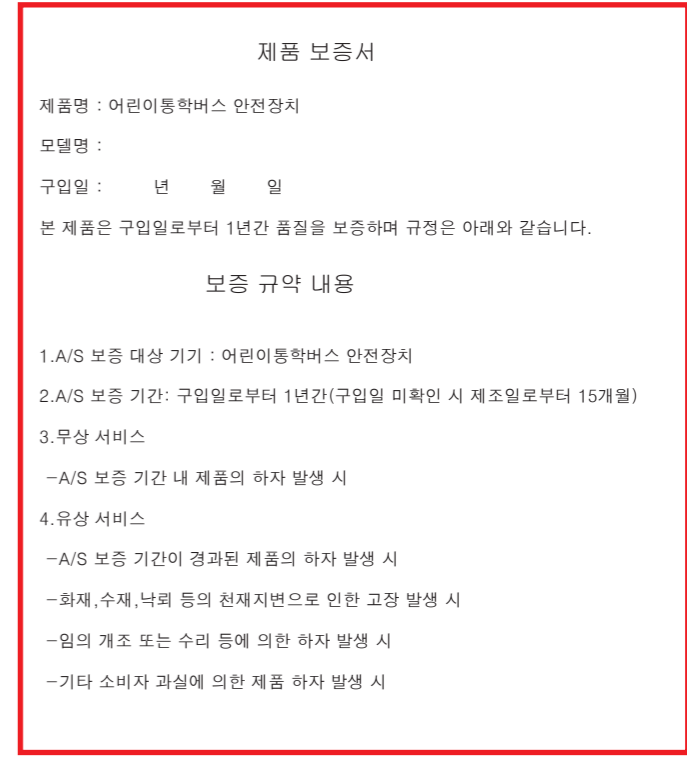 제품 보증서
제품명 : 어린이통학버스 안전장치
모델명 :
구입일 : 년 월 일
본 제품은 구입일로부터 1년간 품질을 보증하며 규정은 아래와 같습니다.
보증 규약 내용
1.A/S 보증 대상 기기 : 어린이통학버스 안전장치
2.A/S 보증 기간: 구입일로부터 1년간(구입일 미확인 시 제조일로부터 15개월)
3.무상 서비스
-A/S 보증 기간 내 제품의 하자 발생 시
4.유상 서비스
-A/S 보증 기간이 경과된 제품의 하자 발생 시
-화재,수재,낙뢰 등의 천재지변으로 인한 고장 발생 시
-임의 개조 또는 수리 등에 의한 하자 발생 시
-기타 소비자 과실에 의한 제품 하자 발생 시